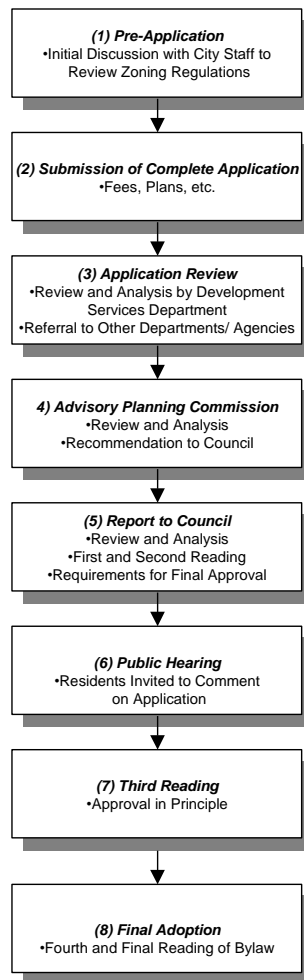 (1) Pre-Application
•Initial Discussion with City Staff to
Review Zoning Regulations
(2) Submission of Complete Application
•Fees, Plans, etc.
(3) Application Review
•Review and Analysis by Development
Services Department
•Referral to Other Departments/ Agencies
4) Advisory Planning Commission
•Review and Analysis
•Recommendation to Council
(5) Report to Council
•Review and Analysis
•First and Second Reading
•Requirements for Final Approval
(6) Public Hearing
•Residents Invited to Comment
on Application
(7) Third Reading
•Approval in Principle
(8) Final Adoption
•Fourth and Final Reading of Bylaw